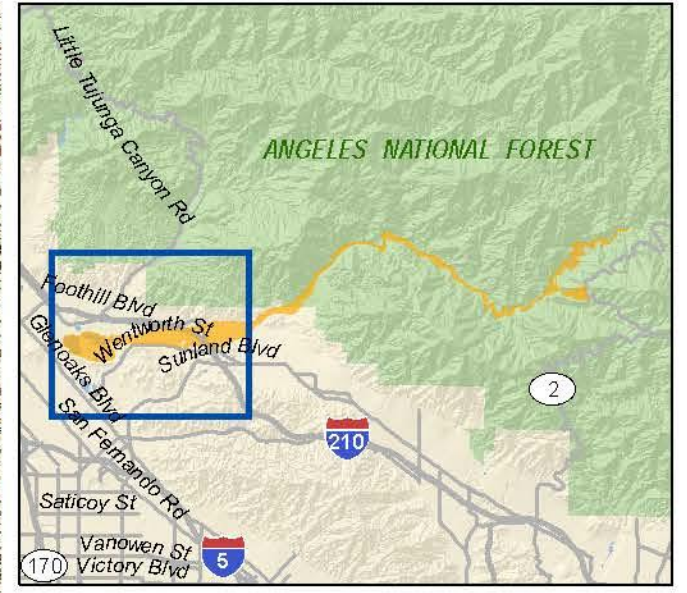 Little Tujunga Canyon Rd
ANGELES NATIONAL FOREST
Foothill Blvd
Wentworth St
Glenoaks Blvd
Sunland Blvd
2
San Fernando Rd
210
Saticoy St
Vanowen St
5
170
Victory Blvd